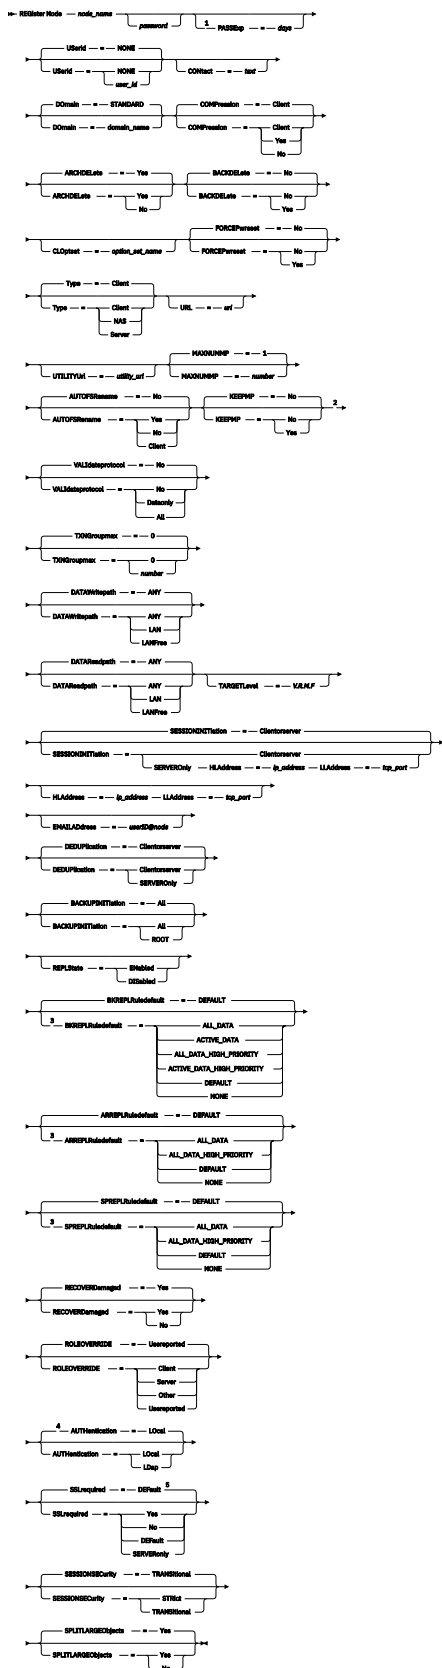 REGister Node — node_name
password
1 PASSExp — = — days
USerid — = — NONE
USerid — = — NONE
user_id
CONtact — = — text
DOmain — = — STANDARD
DOmain — = — domain_name
COMPression — = — Client
COMPression — = — Client
Yes
No
ARCHDELete — = — Yes
ARCHDELete — = — Yes
No
BACKDELete — = — No
BACKDELete — = — No
Yes
CLOptset — = — option_set_name
FORCEPwreset — = — No
FORCEPwreset — = — No
Yes
Type — = — Client
Type — = — Client
NAS
Server
URL — = — url
UTILITYUrl — = — utility_url
MAXNUMMP — = — 1
MAXNUMMP — = — number
AUTOFSRename — = — No
AUTOFSRename — = — Yes
No
Client
KEEPMP — = — No
KEEPMP — = — No
Yes
2
VALIdateprotocol — = — No
VALIdateprotocol — = — No
Dataonly
All
TXNGroupmax — = — 0
TXNGroupmax — = — 0
number
DATAWritepath — = — ANY
DATAWritepath — = — ANY
LAN
LANFree
DATAReadpath — = — ANY
DATAReadpath — = — ANY
LAN
LANFree
TARGETLevel — = — V.R.M.F
SESSIONINITiation — = — Clientorserver
SESSIONINITiation — = — Clientorserver
SERVEROnly HLAddress — = — ip_address LLAddress — = — tcp_port
HLAddress — = — ip_address LLAddress — = — tcp_port
EMAILADdress — = — userID@node
DEDUPlication — = — Clientorserver
DEDUPlication — = — Clientorserver
SERVEROnly
BACKUPINITiation — = — All
BACKUPINITiation — = — All
ROOT
REPLState — = — ENabled
DISabled
BKREPLRuledefault — = — DEFAULT
3 BKREPLRuledefault — = — ALL_DATA
ACTIVE_DATA
ALL_DATA_HIGH_PRIORITY
ACTIVE_DATA_HIGH_PRIORITY
DEFAULT
NONE
ARREPLRuledefault — = — DEFAULT
3 ARREPLRuledefault — = — ALL_DATA
ALL_DATA_HIGH_PRIORITY
DEFAULT
NONE
SPREPLRuledefault — = — DEFAULT
3 SPREPLRuledefault — = — ALL_DATA
ALL_DATA_HIGH_PRIORITY
DEFAULT
NONE
RECOVERDamaged — = — Yes
RECOVERDamaged — = — Yes
No
ROLEOVERRIDE — = — Usereported
ROLEOVERRIDE — = — Client
Server
Other
Usereported
4 AUTHentication — = — LOcal
AUTHentication — = — LOcal
LDap
SSLrequired — = — DEFault 5
SSLrequired — = — Yes
No
DEFault
SERVERonly
SESSIONSECurity — = — TRANSitional
SESSIONSECurity — = — STRict
TRANSitional
SPLITLARGEObjects — = — Yes
SPLITLARGEObjects — = — Yes
No